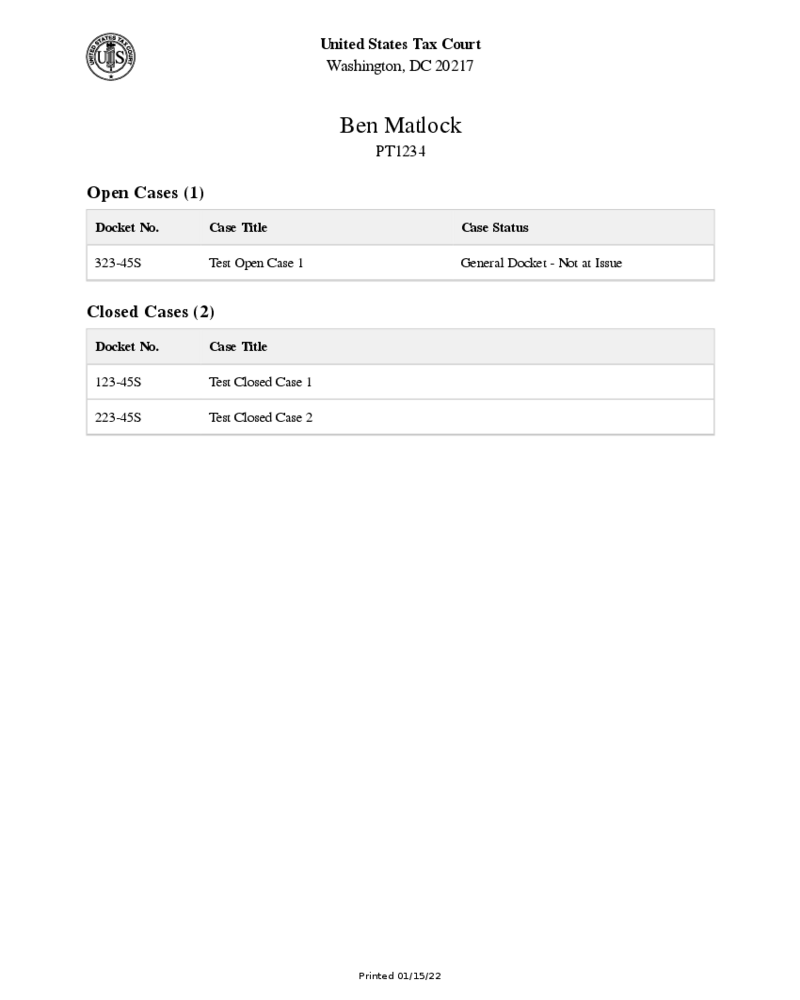 UNITED STATES TAX COURT
US
United States Tax Court
Washington, DC 20217
Ben Matlock
PT1234
Open Cases (1)
Docket No. Case Title Case Status
323-45S Test Open Case 1 General Docket - Not at Issue
Closed Cases (2)
Docket No. Case Title
123-45S Test Closed Case 1
223-45S Test Closed Case 2
Printed 01/15/22